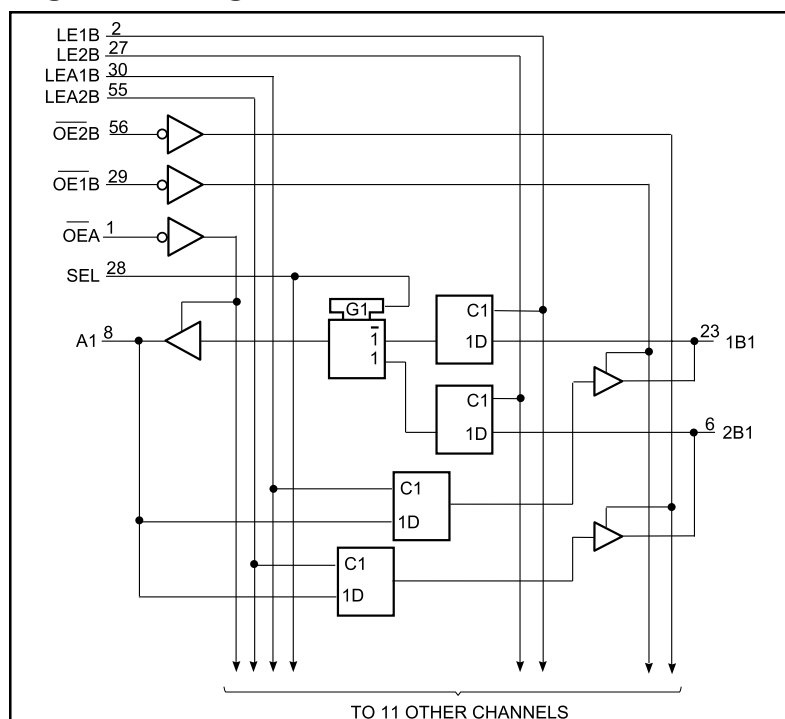 LE1B 2
LE2B 27
LEA1B 30
LEA2B 55
OE2B 56
OE1B 29
OEA 1
SEL 28
G1
C1
A1 8
1
1D
23 1B1
1
C1
1D
6 2B1
C1
1D
C1
1D
TO 11 OTHER CHANNELS